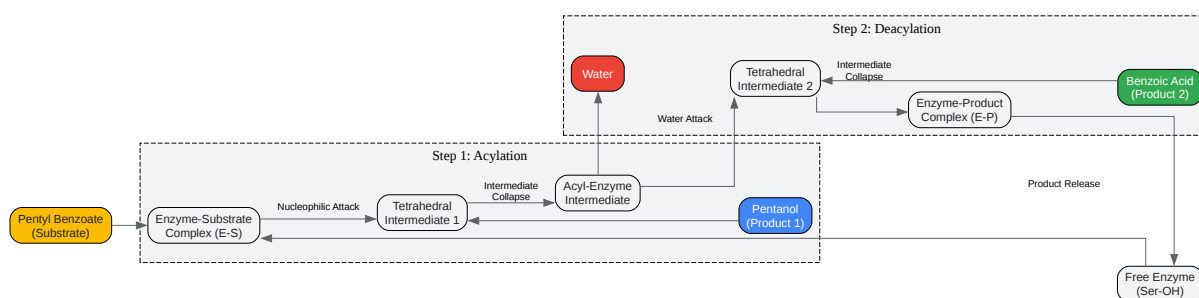 Step 2: Deacylation
Water
Tetrahedral
Intermediate 2
Intermediate
Collapse
Benzoic Acid
(Product 2)
Enzyme-Product
Complex (E-P)
Water Attack
Step 1: Acylation
Pentyl Benzoate
(Substrate)
Enzyme-Substrate
Complex (E-S)
Nucleophilic Attack
Tetrahedral
Intermediate 1
Intermediate
Collapse
Acyl-Enzyme
Intermediate
Pentanol
(Product 1)
Product Release
Free Enzyme
(Ser-OH)